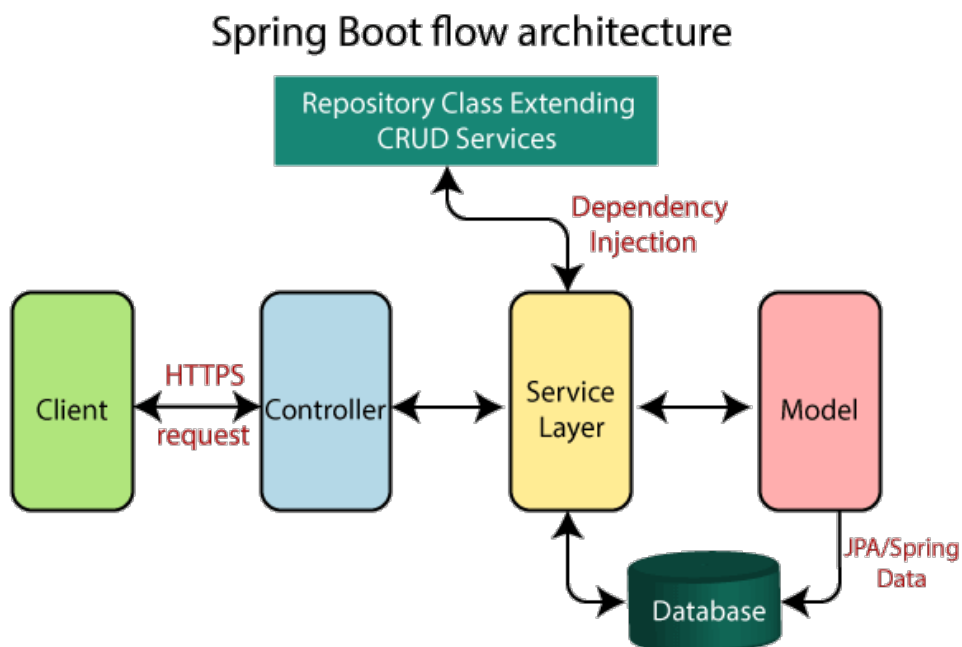 Spring Boot flow architecture
Repository Class Extending
CRUD Services
Dependency
Injection
Client
HTTPS
request
Controller
Service
Layer
Model
JPA/Spring
Data
Database